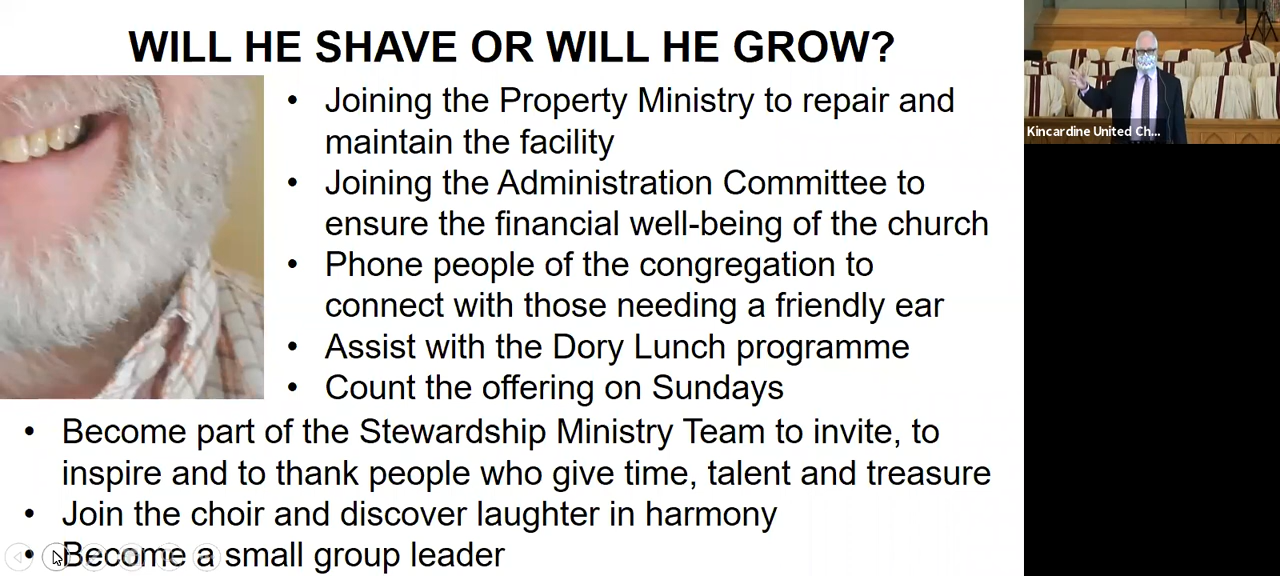 WILL HE SHAVE OR WILL HE GROW?
• Joining the Property Ministry to repair and
maintain the facility
• Joining the Administration Committee to
ensure the financial well-being of the church
• Phone people of the congregation to
connect with those needing a friendly ear
• Assist with the Dory Lunch programme
• Count the offering on Sundays
• Become part of the Stewardship Ministry Team to invite, to
inspire and to thank people who give time, talent and treasure
• Join the choir and discover laughter in harmony
• Become a small group leader
Kincardine United Ch...